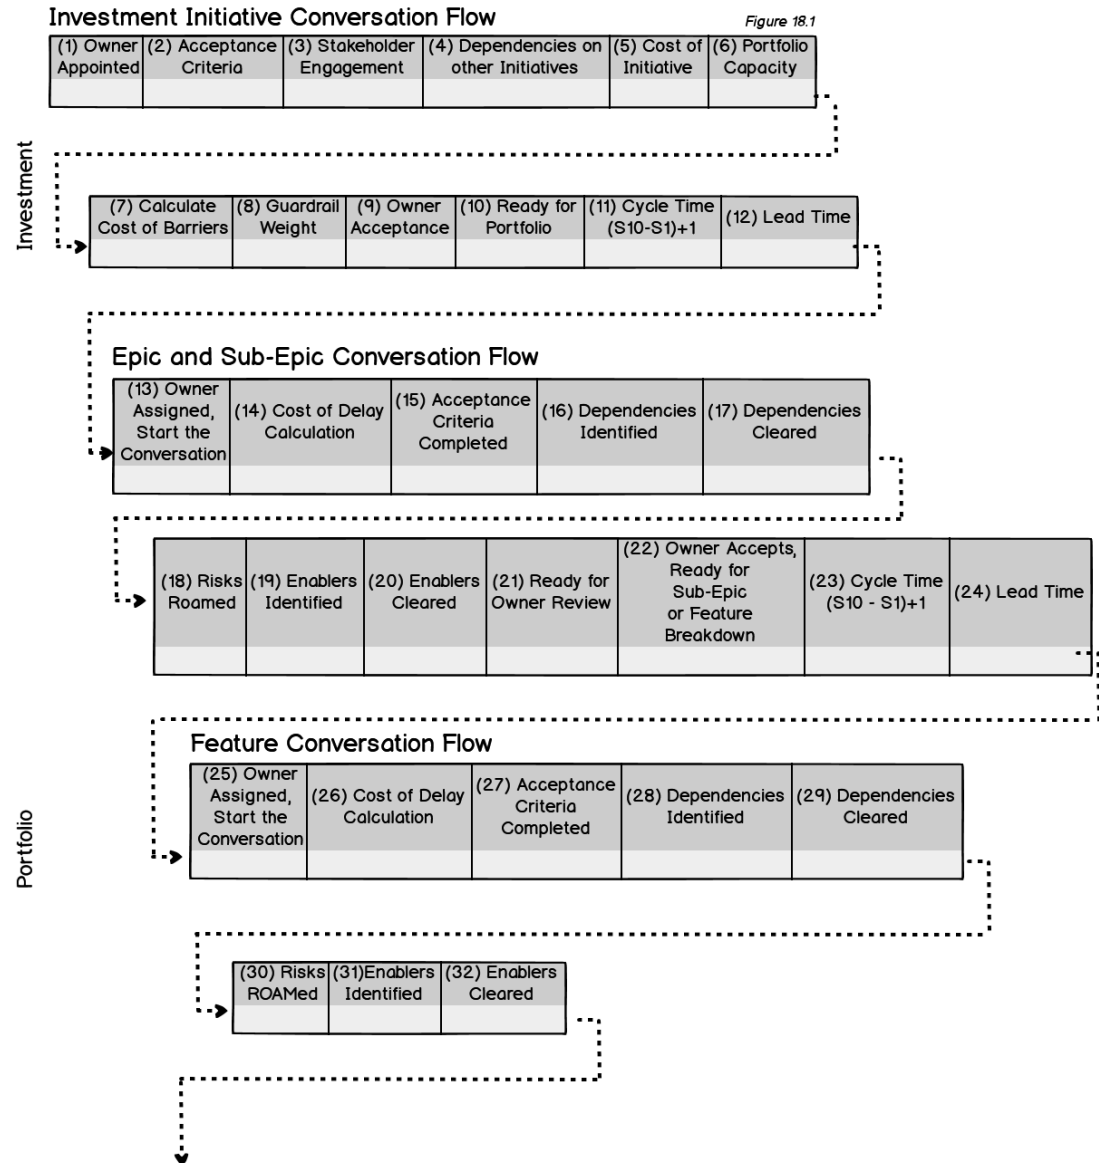 Investment Initiative Conversation Flow
Figure 18.1
(1) Owner
Appointed
(2) Acceptance
Criteria
(3) Stakeholder
Engagement
(4) Dependencies on
other Initiatives
(5) Cost of
Initiative
(6) Portfolio
Capacity
Investment
(7) Calculate
Cost of Barriers
(8) Guardrail
Weight
(9) Owner
Acceptance
(10) Ready for
Portfolio
(11) Cycle Time
(S10-S1)+1
(12) Lead Time
Epic and Sub-Epic Conversation Flow
(13) Owner
Assigned,
Start the
Conversation
(14) Cost of Delay
Calculation
(15) Acceptance
Criteria
Completed
(16) Dependencies
Identified
(17) Dependencies
Cleared
(18) Risks
Roamed
(19) Enablers
Identified
(20) Enablers
Cleared
(21) Ready for
Owner Review
(22) Owner Accepts,
Ready for
Sub-Epic
or Feature
Breakdown
(23) Cycle Time
(S10 - S1)+1
(24) Lead Time
Portfolio
Feature Conversation Flow
(25) Owner
Assigned,
Start the
Conversation
(26) Cost of Delay
Calculation
(27) Acceptance
Criteria
Completed
(28) Dependencies
Identified
(29) Dependencies
Cleared
(30) Risks
ROAMed
(31)Enablers
Identified
(32) Enablers
Cleared